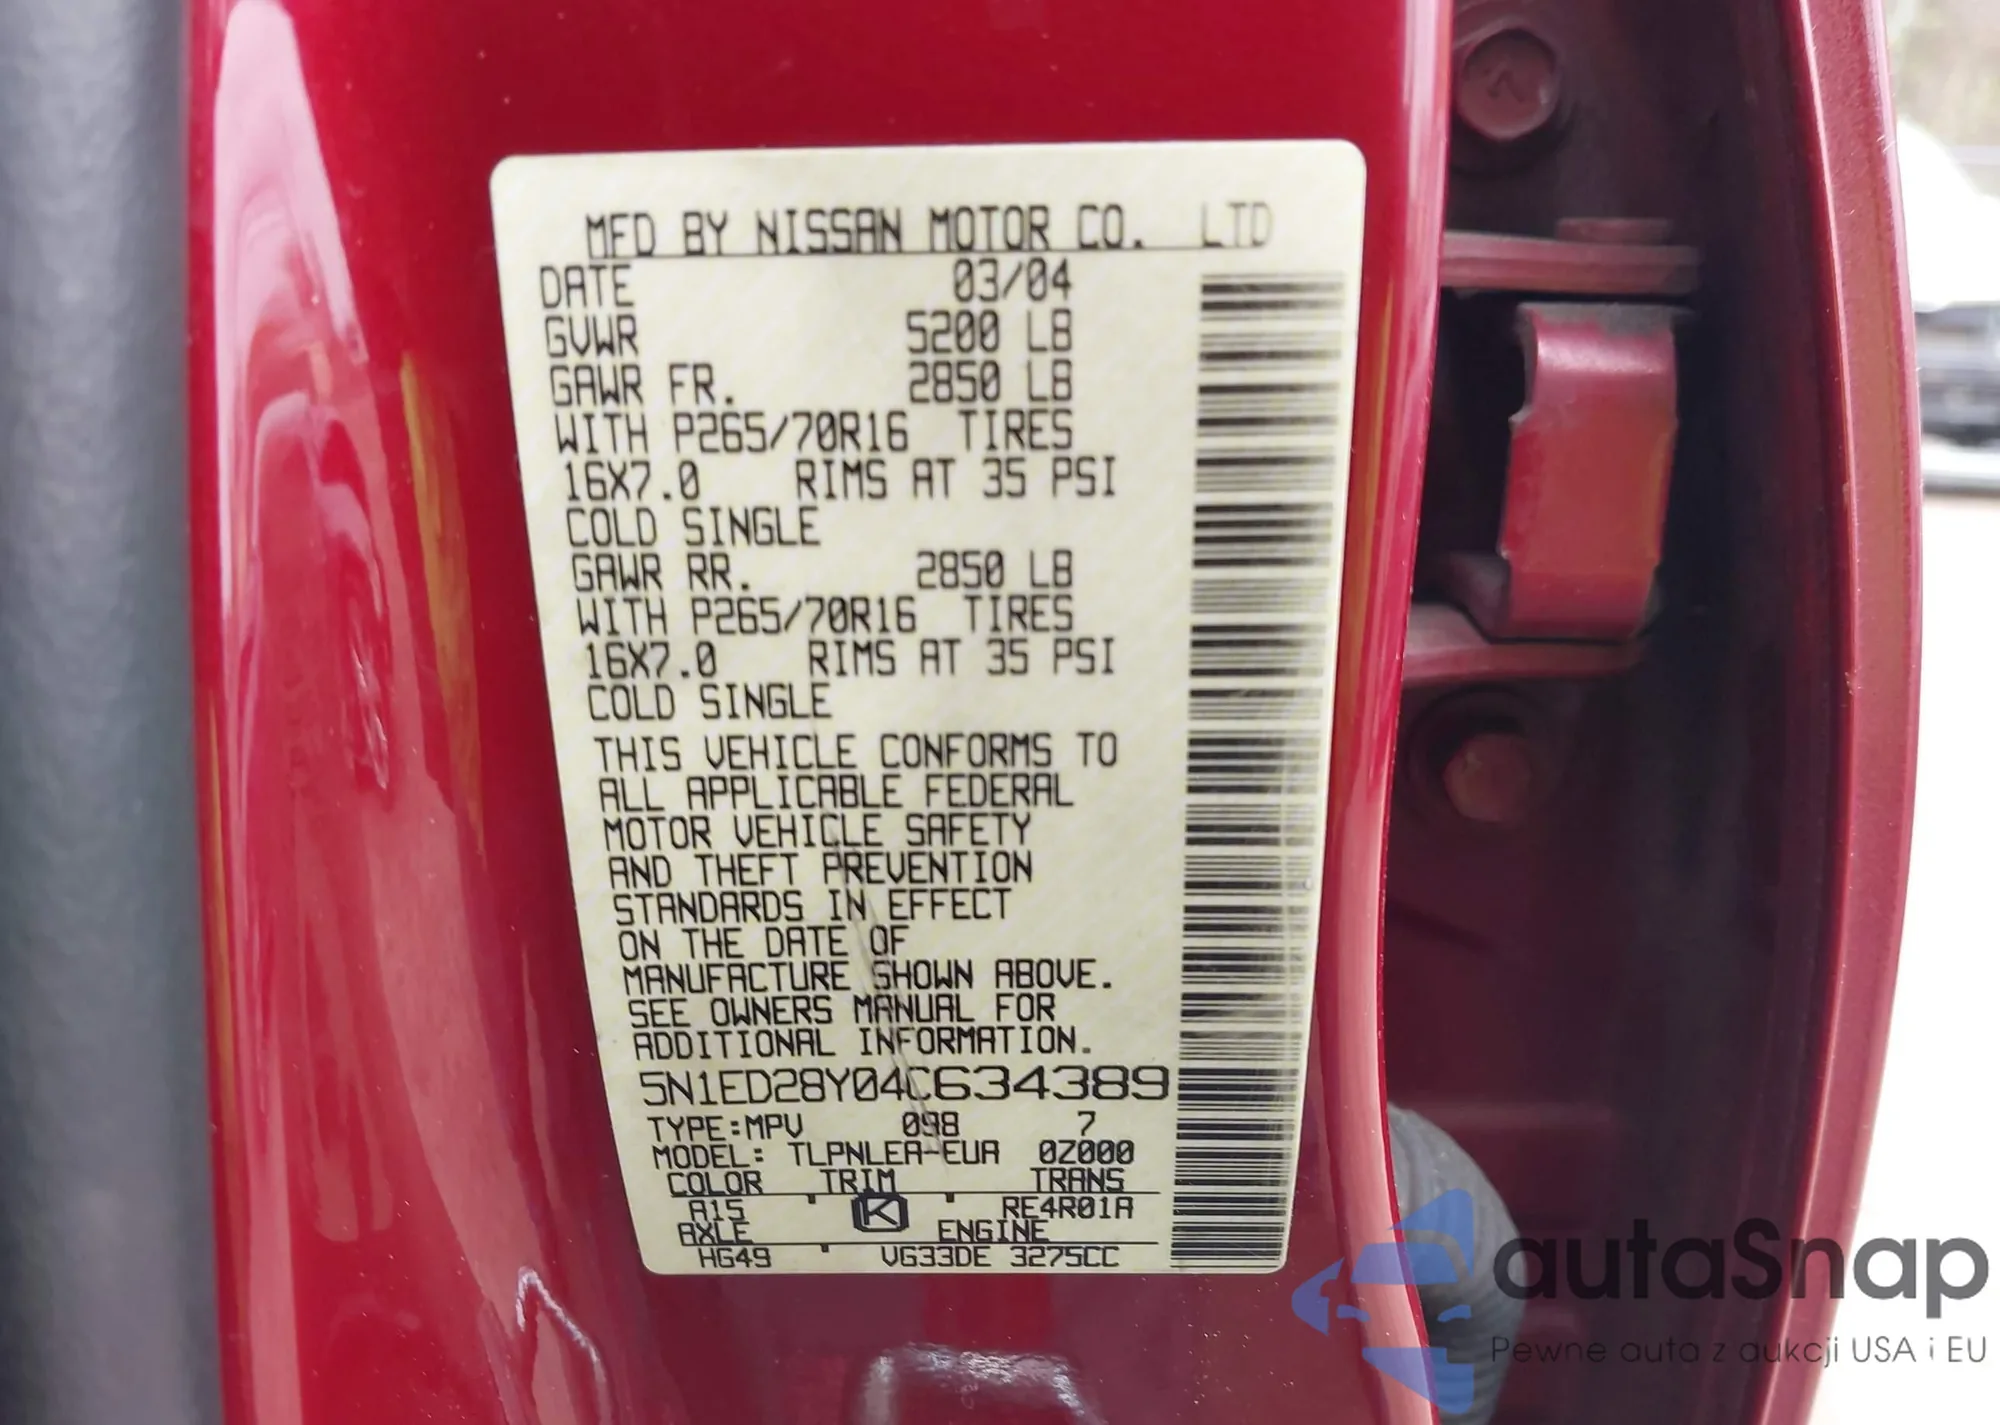 MFD BY NISSAN MOTOR CO. LTD
DATE 03/04
GVWR 5200 LB
GAWR FR. 2850 LB
WITH P265/70R16 TIRES
16X7.0 RIMS AT 35 PSI
COLD SINGLE
GAWR RR. 2850 LB
WITH P265/70R16 TIRES
16X7.0 RIMS AT 35 PSI
COLD SINGLE
THIS VEHICLE CONFORMS TO
ALL APPLICABLE FEDERAL
MOTOR VEHICLE SAFETY
AND THEFT PREVENTION
STANDARDS IN EFFECT
ON THE DATE OF
MANUFACTURE SHOWN ABOVE.
SEE OWNERS MANUAL FOR
ADDITIONAL INFORMATION.
5N1ED28Y04C634389
TYPE:MPV 098 7
MODEL: TLPNLEA-EUA 0Z000
COLOR TRIM TRANS
A15 K RE4R01A
AXLE ENGINE
HG49 VG33DE 3275CC
autaSnap
Pewne auta z aukcji USA i EU